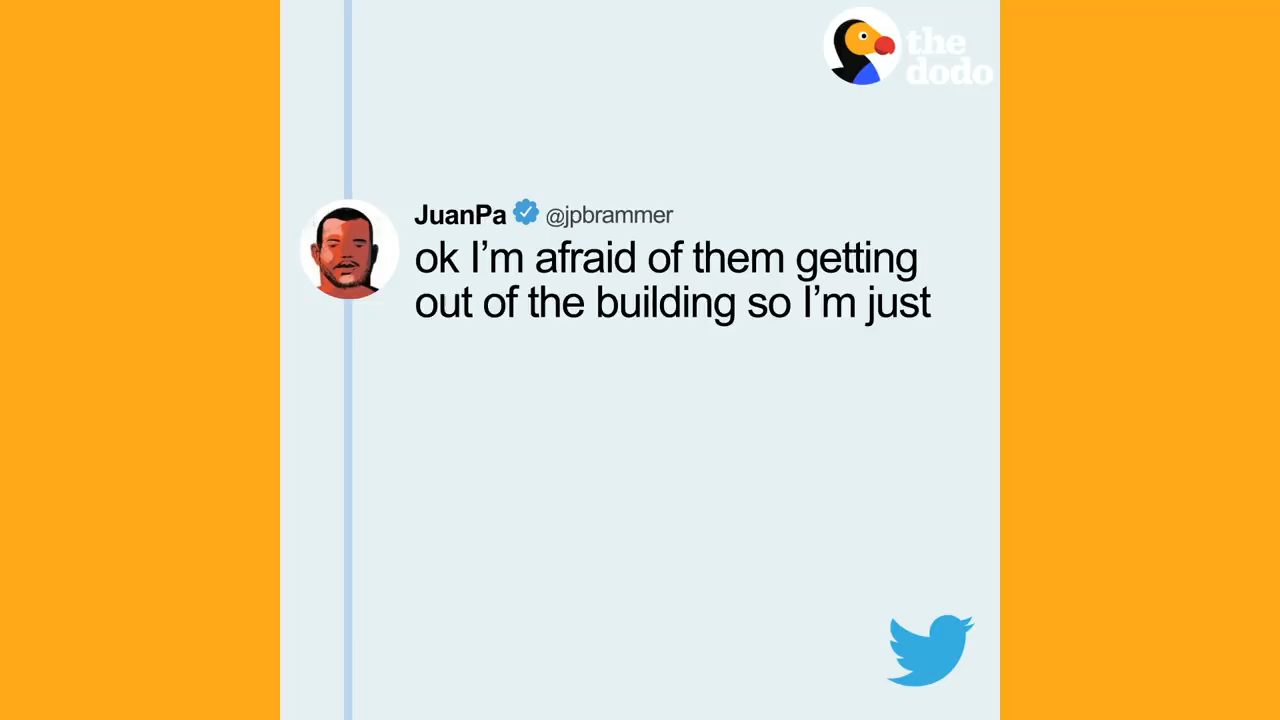 the
dodo
JuanPa @jpbrammer
ok I’m afraid of them getting
out of the building so I’m just